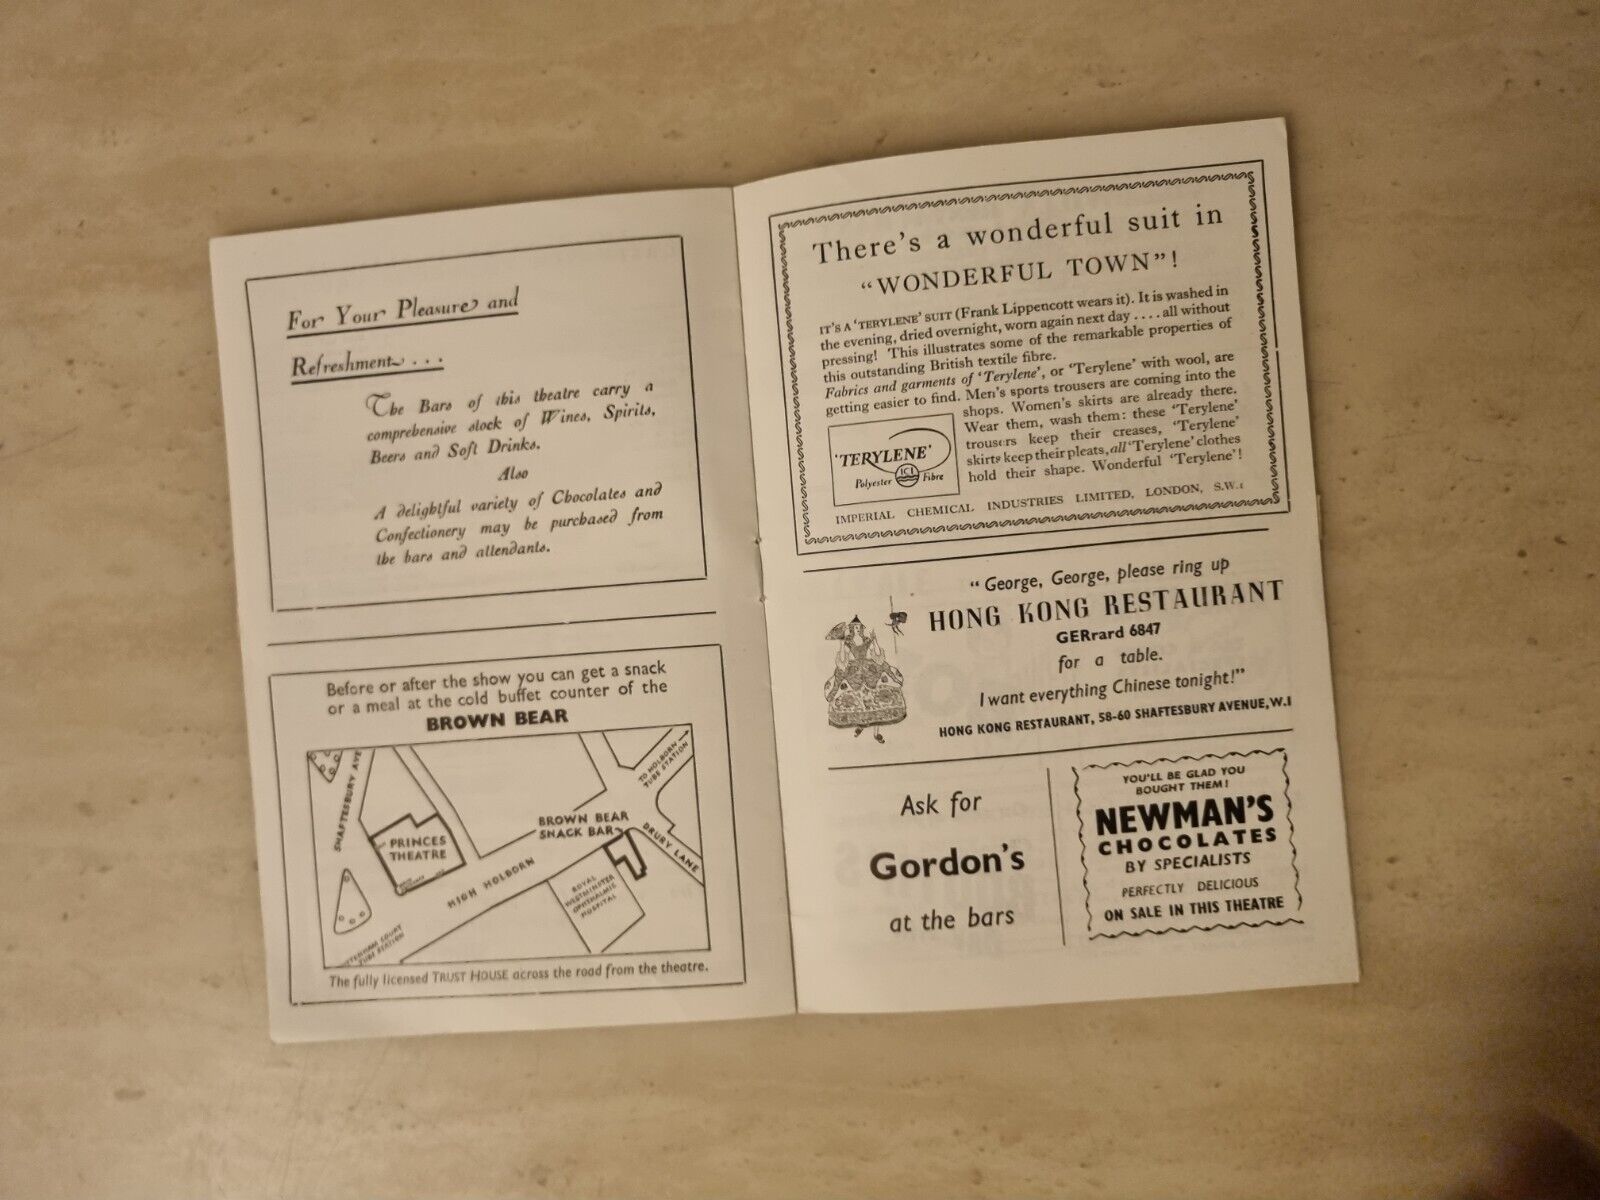 For Your Pleasure and
Refreshment . . .
The Bars of this theatre carry a
comprehensive stock of Wines, Spirits,
Beers and Soft Drinks.
Also
A delightful variety of Chocolates and
Confectionery may be purchased from
the bars and attendants.
Before or after the show you can get a snack
or a meal at the cold buffet counter of the
BROWN BEAR
SHAFTESBURY AVE
PRINCES
THEATRE
HIGH HOLBORN
BROWN BEAR
SNACK BAR
TO HOLBORN
TUBE STATION
DRURY LANE
ROYAL
WESTMINSTER
OPHTHALMIC
HOSPITAL
TTENHAM COURT
TUBE STATION
The fully licensed TRUST HOUSE across the road from the theatre.
There's a wonderful suit in
"WONDERFUL TOWN"!
IT'S A 'TERYLENE' SUIT (Frank Lippencott wears it). It is washed in
the evening, dried overnight, worn again next day . . . . all without
pressing! This illustrates some of the remarkable properties of
this outstanding British textile fibre.
Fabrics and garments of 'Terylene', or 'Terylene' with wool, are
getting easier to find. Men's sports trousers are coming into the
shops. Women's skirts are already there.
Wear them, wash them: these 'Terylene'
trousers keep their creases, 'Terylene'
skirts keep their pleats, all 'Terylene' clothes
hold their shape. Wonderful 'Terylene'!
'TERYLENE'
Polyester ICI Fibre
IMPERIAL CHEMICAL INDUSTRIES LIMITED, LONDON, S.W.1
"George, George, please ring up
HONG KONG RESTAURANT
GERrard 6847
for a table.
I want everything Chinese tonight!"
HONG KONG RESTAURANT, 58-60 SHAFTESBURY AVENUE, W.1
Ask for
Gordon's
at the bars
YOU'LL BE GLAD YOU
BOUGHT THEM!
NEWMAN'S
CHOCOLATES
BY SPECIALISTS
PERFECTLY DELICIOUS
ON SALE IN THIS THEATRE